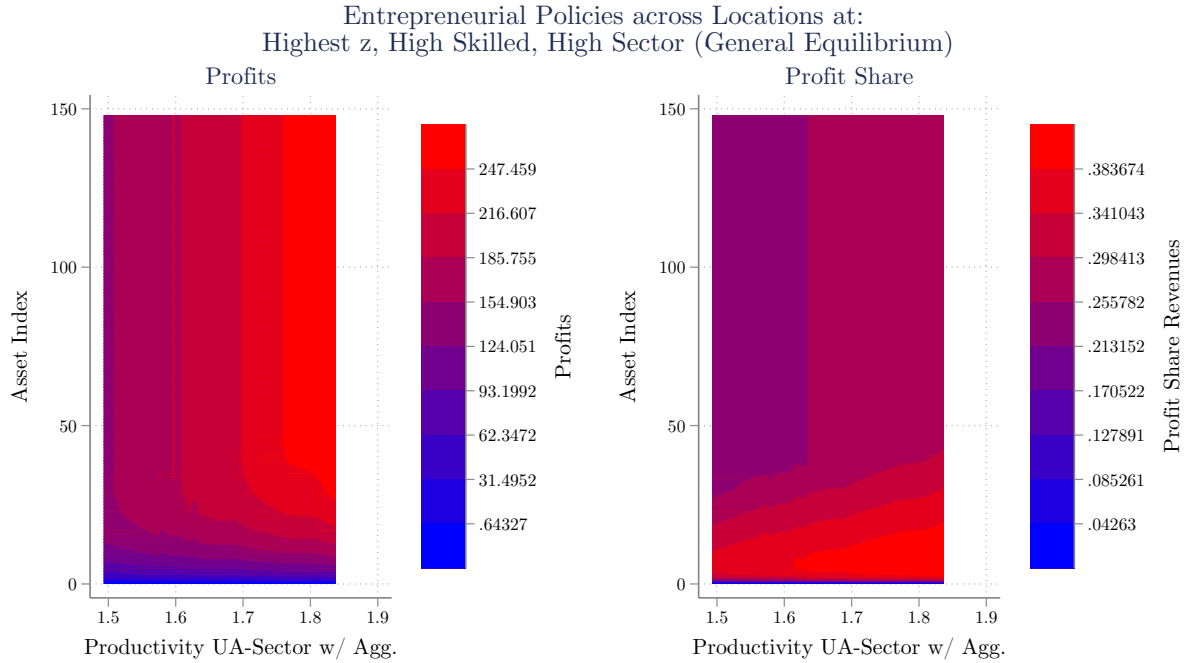 Entrepreneurial Policies across Locations at:
Highest z, High Skilled, High Sector (General Equilibrium)
Profits
150
100
50
0
Asset Index
1.5 1.6 1.7 1.8 1.9
Productivity UA-Sector w/ Agg.
247.459
216.607
185.755
154.903
124.051
93.1992
62.3472
31.4952
.64327
Profits
Profit Share
150
100
50
0
Asset Index
1.5 1.6 1.7 1.8 1.9
Productivity UA-Sector w/ Agg.
.383674
.341043
.298413
.255782
.213152
.170522
.127891
.085261
.04263
Profit Share Revenues